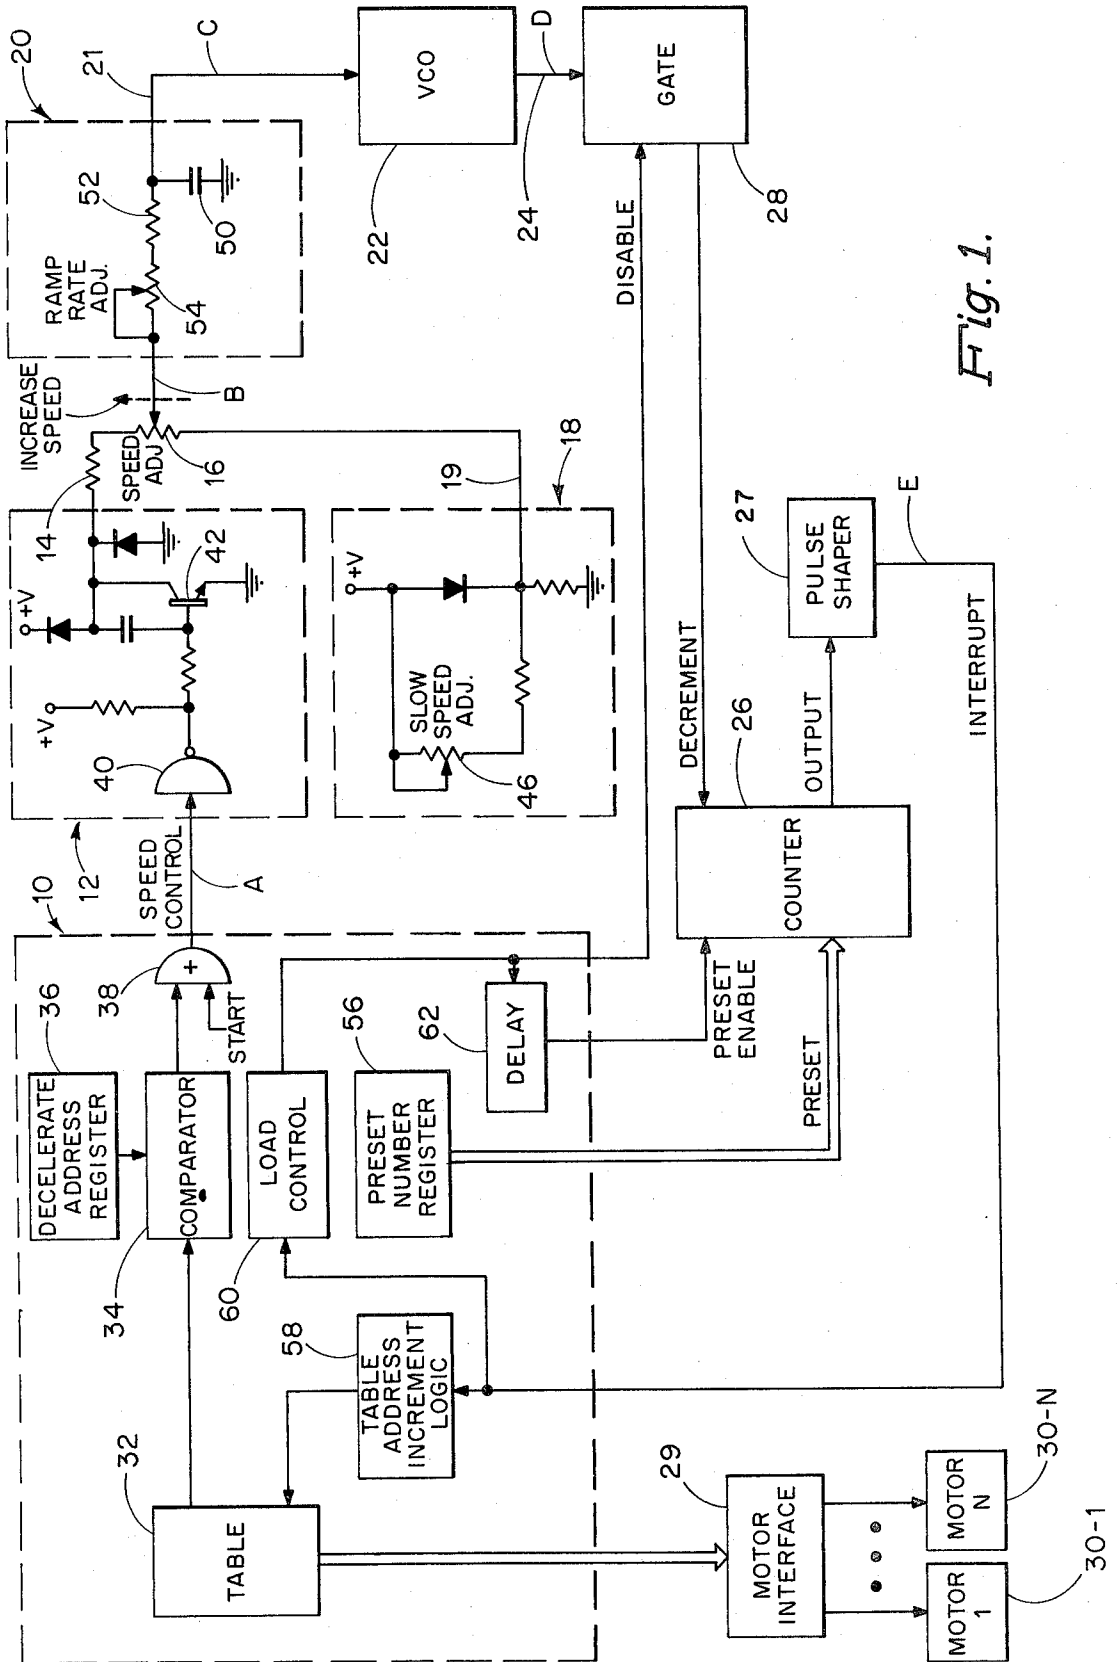 10
36
DECELERATE
ADDRESS
REGISTER
34
COMPARATOR
38
+
START
SPEED
CONTROL
A
12
40
+V
+V
42
14
INCREASE
SPEED
SPEED
ADJ
16
B
RAMP
RATE
ADJ.
54
52
50
20
21
C
32
TABLE
60
LOAD
CONTROL
58
TABLE
ADDRESS
INCREMENT
LOGIC
56
PRESET
NUMBER
REGISTER
62
DELAY
SLOW
SPEED
ADJ.
46
+V
18
19
22
VCO
24
D
GATE
28
DISABLE
DECREMENT
PRESET
ENABLE
PRESET
26
COUNTER
OUTPUT
27
PULSE
SHAPER
E
INTERRUPT
29
MOTOR
INTERFACE
MOTOR
1
30-1
MOTOR
N
30-N
Fig. 1.